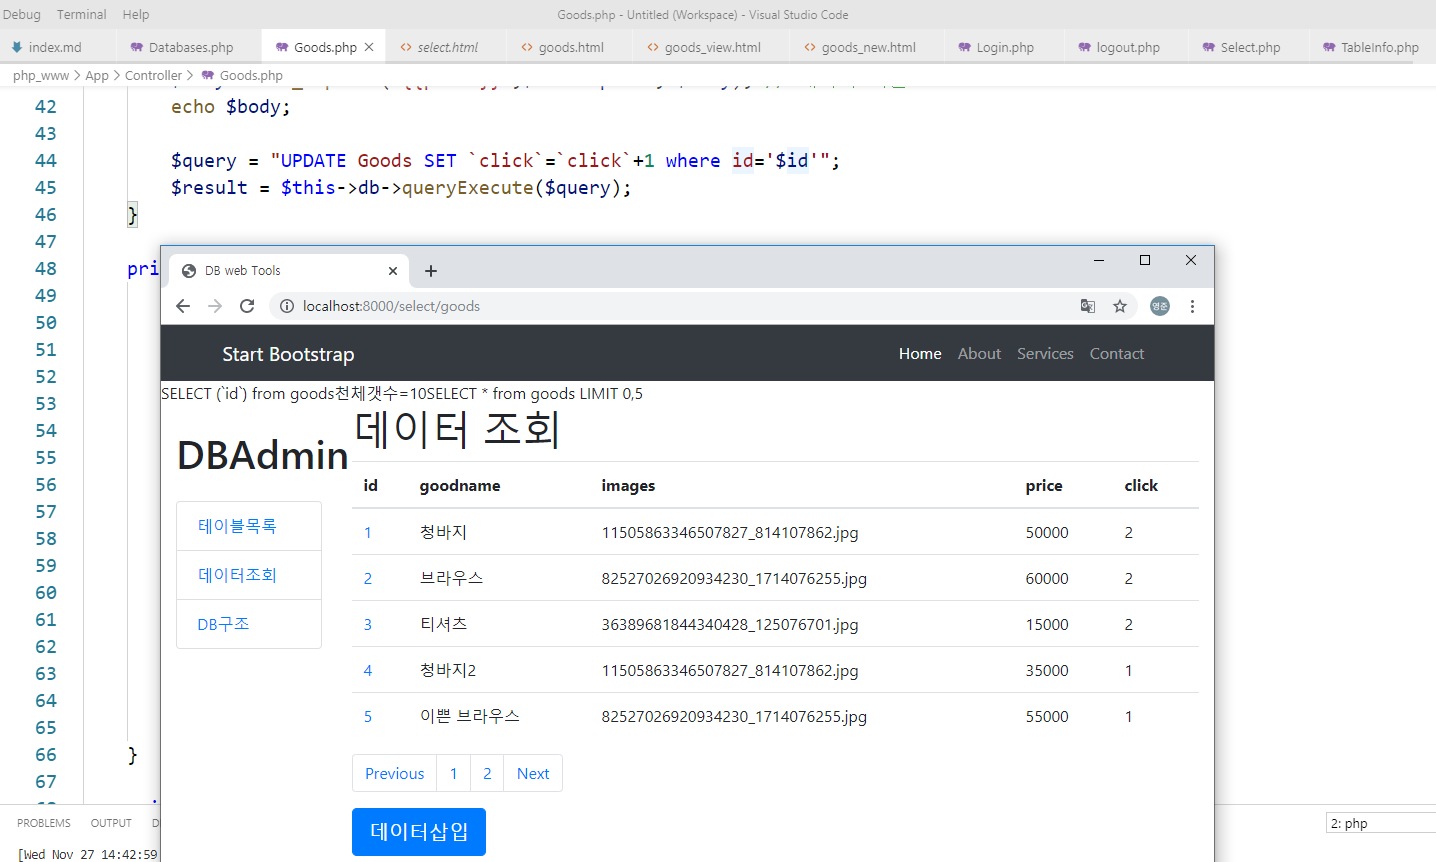 Debug Terminal Help Goods.php - Untitled (Workspace) - Visual Studio Code
index.md Databases.php Goods.php select.html goods.html goods_view.html goods_new.html Login.php logout.php Select.php TableInfo.php
php_www > App > Controller > Goods.php
42 echo $body;
43
44 $query = "UPDATE Goods SET `click`=`click`+1 where id='$id'";
45 $result = $this->db->queryExecute($query);
46 }
47
48 pri
49
50
51
52
53
54
55
56
57
58
59
60
61
62
63
64
65
66 }
67
DB web Tools
localhost:8000/select/goods
영준
Start Bootstrap Home About Services Contact
SELECT (`id`) from goods천체갯수=10SELECT * from goods LIMIT 0,5
데이터 조회
DBAdmin
테이블목록
데이터조회
DB구조
id goodname images price click
1 청바지 11505863346507827_814107862.jpg 50000 2
2 브라우스 82527026920934230_1714076255.jpg 60000 2
3 티셔츠 36389681844340428_125076701.jpg 15000 2
4 청바지2 11505863346507827_814107862.jpg 35000 1
5 이쁜 브라우스 82527026920934230_1714076255.jpg 55000 1
Previous 1 2 Next
데이터삽입
PROBLEMS OUTPUT D
2: php
[Wed Nov 27 14:42:59